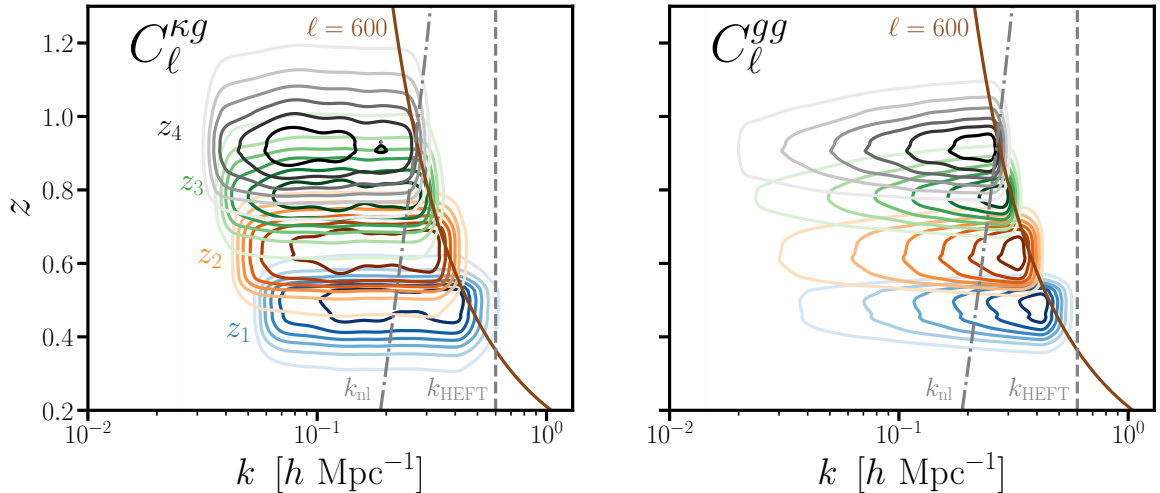 C_ℓ^{κg}
ℓ = 600
z_4
z_3
z_2
z_1
k_nl
k_HEFT
1.2
1.0
0.8
0.6
0.4
0.2
z
10^{-2}
10^{-1}
10^0
k [h Mpc^{-1}]
C_ℓ^{gg}
ℓ = 600
k_nl
k_HEFT
10^{-2}
10^{-1}
10^0
k [h Mpc^{-1}]